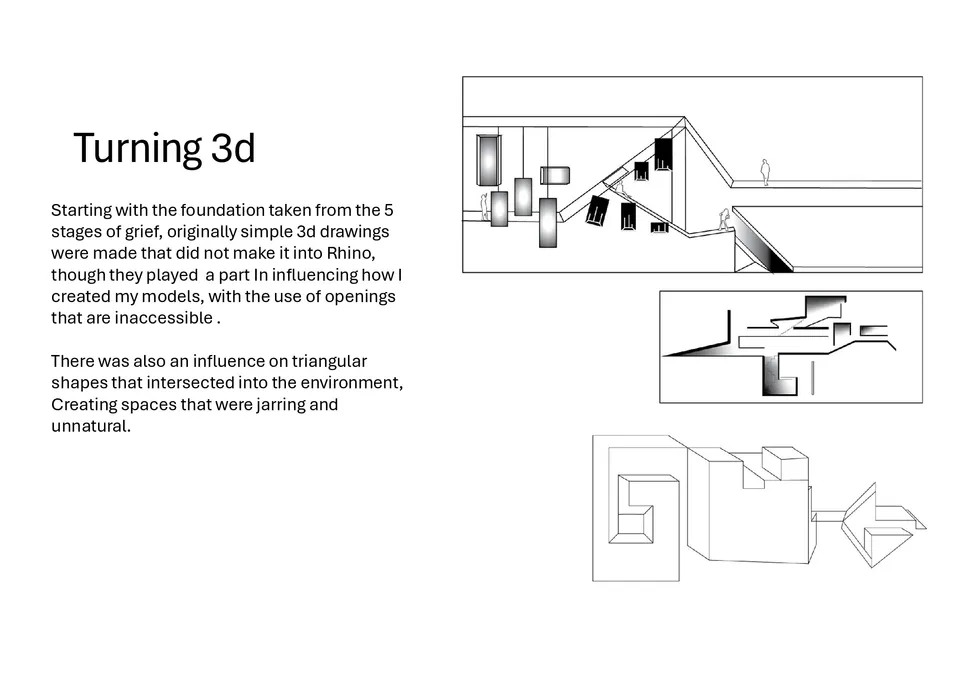 Turning 3d
Starting with the foundation taken from the 5
stages of grief, originally simple 3d drawings
were made that did not make it into Rhino,
though they played  a part In influencing how I
created my models, with the use of openings
that are inaccessible .
There was also an influence on triangular
shapes that intersected into the environment,
Creating spaces that were jarring and
unnatural.